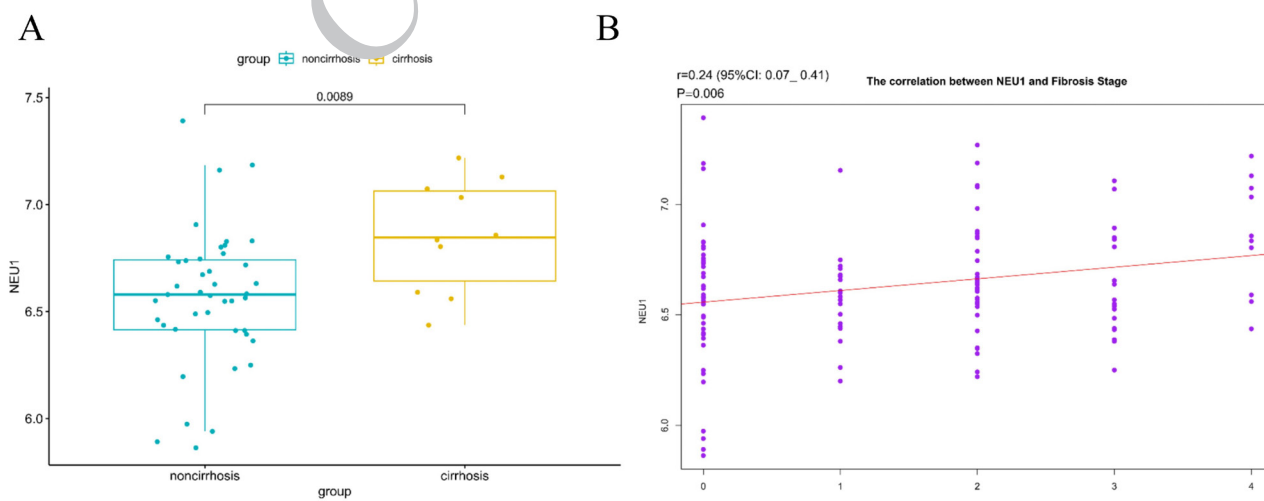 A
group noncirrhosis cirrhosis
7.5
0.0089
7.0
NEU1
6.5
6.0
noncirrhosis cirrhosis
group
B
r=0.24 (95%CI: 0.07_ 0.41)
P=0.006
The correlation between NEU1 and Fibrosis Stage
7.0
NEU1
6.5
6.0
0 1 2 3 4